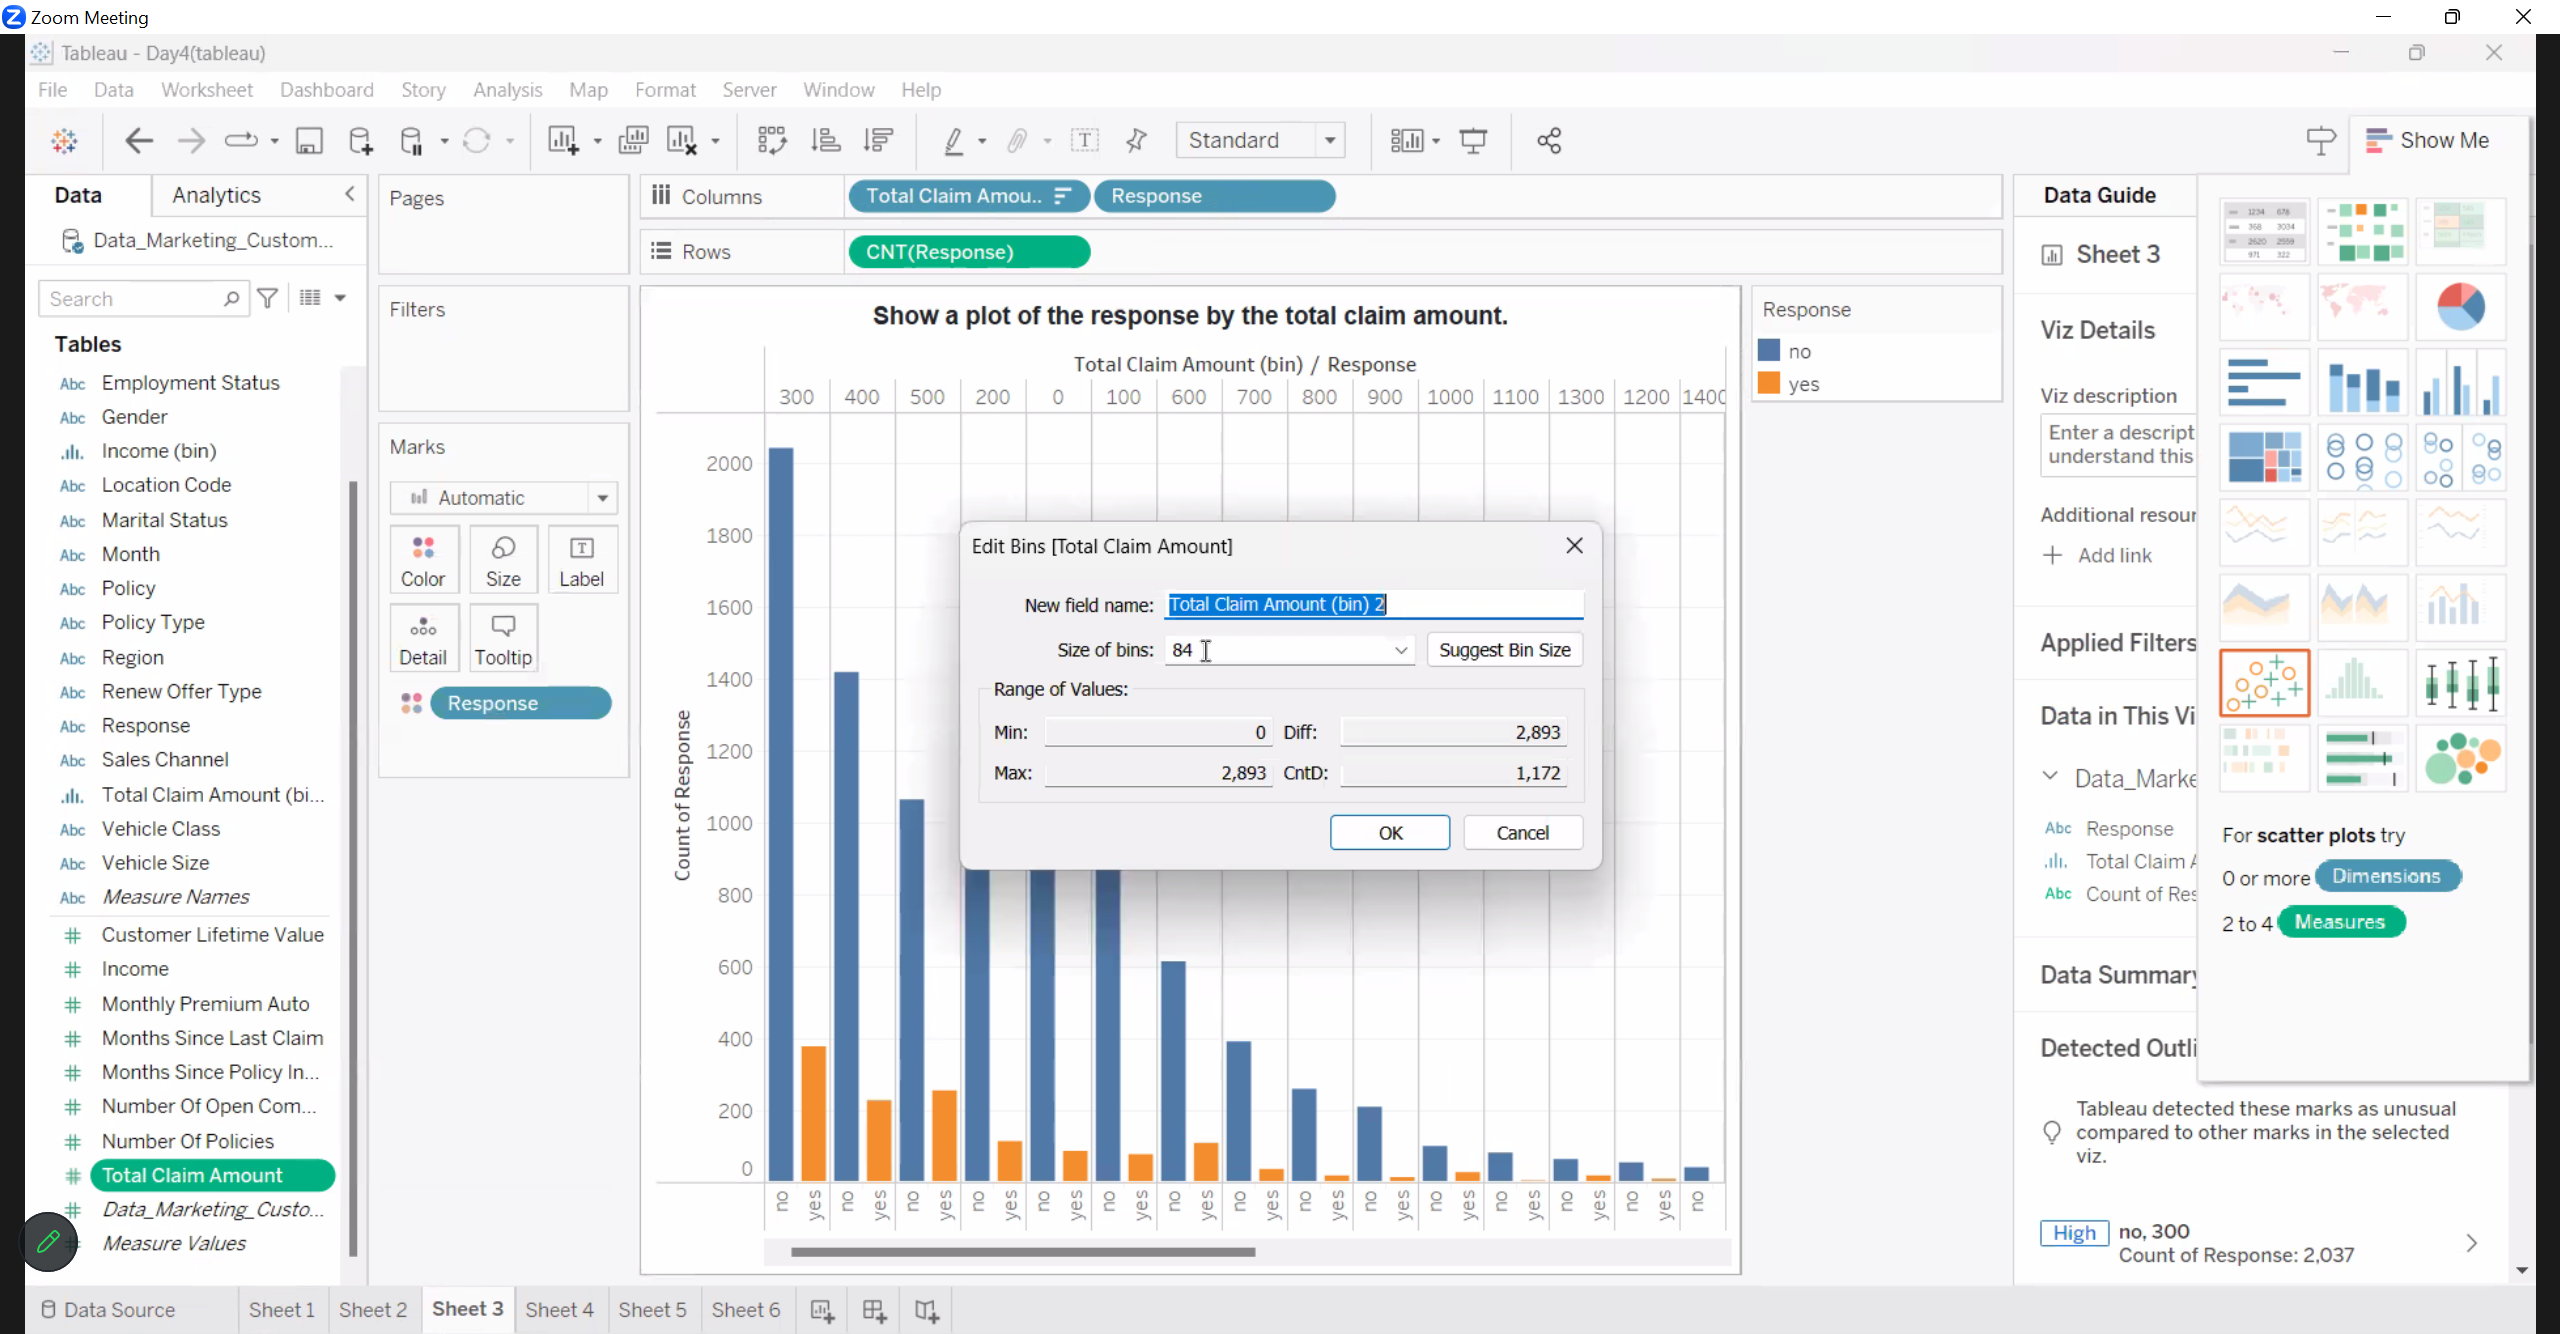 Zoom Meeting
Tableau - Day4(tableau)
File Data Worksheet Dashboard Story Analysis Map Format Server Window Help
Standard
Show Me
Data Analytics
Data_Marketing_Custom...
Search
Tables
Abc Employment Status
Abc Gender
Income (bin)
Abc Location Code
Abc Marital Status
Abc Month
Abc Policy
Abc Policy Type
Abc Region
Abc Renew Offer Type
Abc Response
Abc Sales Channel
Total Claim Amount (bi...
Abc Vehicle Class
Abc Vehicle Size
Abc Measure Names
# Customer Lifetime Value
# Income
# Monthly Premium Auto
# Months Since Last Claim
# Months Since Policy In...
# Number Of Open Com...
# Number Of Policies
# Total Claim Amount
# Data_Marketing_Custo...
# Measure Values
Pages
Filters
Marks
Automatic
Color Size Label
Detail Tooltip
Response
Columns Total Claim Amou.. Response
Rows CNT(Response)
Show a plot of the response by the total claim amount.
Total Claim Amount (bin) / Response
300 400 500 200 0 100 600 700 800 900 1000 1100 1300 1200 1400
2000
1800
1600
1400
1200
1000
800
600
400
200
0
Count of Response
no yes no yes no yes no yes no yes no yes no yes no yes no yes no yes no yes no yes no yes no yes no
Edit Bins [Total Claim Amount]
New field name: Total Claim Amount (bin) 2
Size of bins: 84 Suggest Bin Size
Range of Values:
Min: 0 Diff: 2,893
Max: 2,893 CntD: 1,172
OK Cancel
Response
no
yes
Data Guide
Sheet 3
Viz Details
Viz description
Enter a descript
understand this
Additional resour
Add link
Applied Filters
Data in This Vi
Data_Marke
Abc Response
Total Claim A
Abc Count of Res
Data Summary
Detected Outli
Tableau detected these marks as unusual
compared to other marks in the selected
viz.
High no, 300
Count of Response: 2,037
1234 678
368 3034
2620 2559
971 322
For scatter plots try
0 or more Dimensions
2 to 4 Measures
Data Source Sheet 1 Sheet 2 Sheet 3 Sheet 4 Sheet 5 Sheet 6